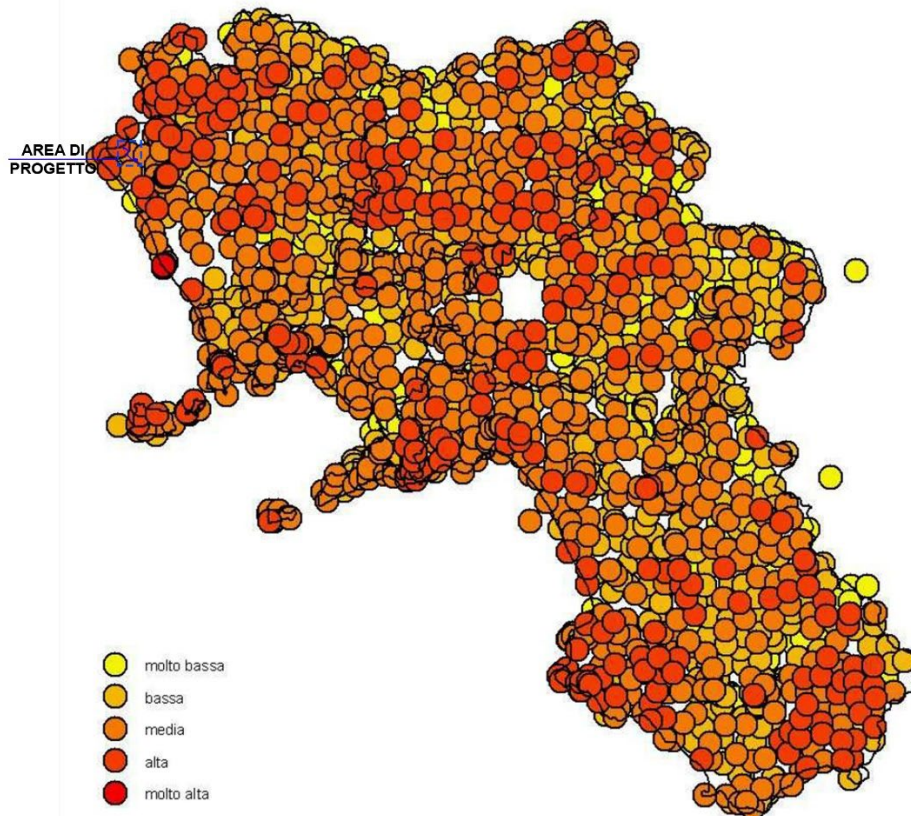 AREA DI
PROGETTO
molto bassa
bassa
media
alta
molto alta